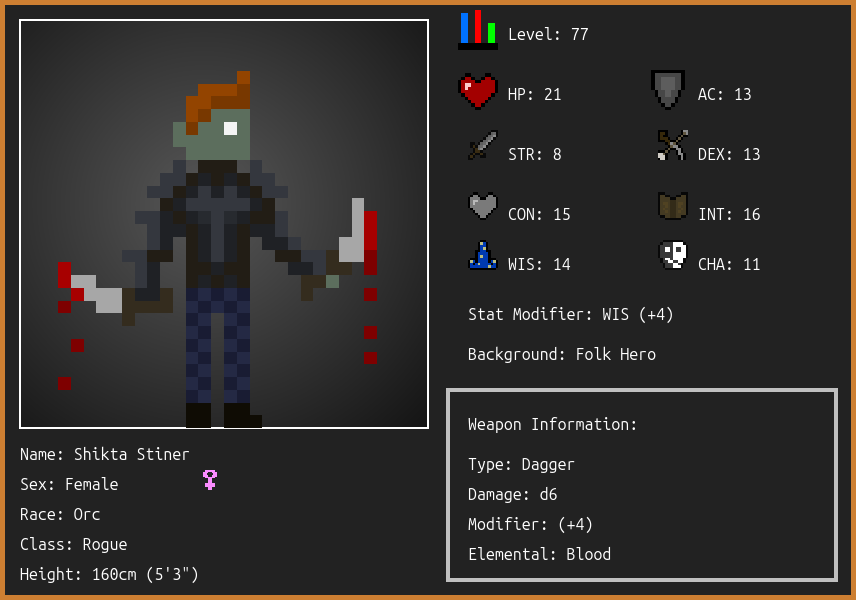 Level: 77
HP: 21
AC: 13
STR: 8
DEX: 13
CON: 15
INT: 16
WIS: 14
CHA: 11
Stat Modifier: WIS (+4)
Background: Folk Hero
Weapon Information:
Type: Dagger
Damage: d6
Modifier: (+4)
Elemental: Blood
Name: Shikta Stiner
Sex: Female
Race: Orc
Class: Rogue
Height: 160cm (5'3")